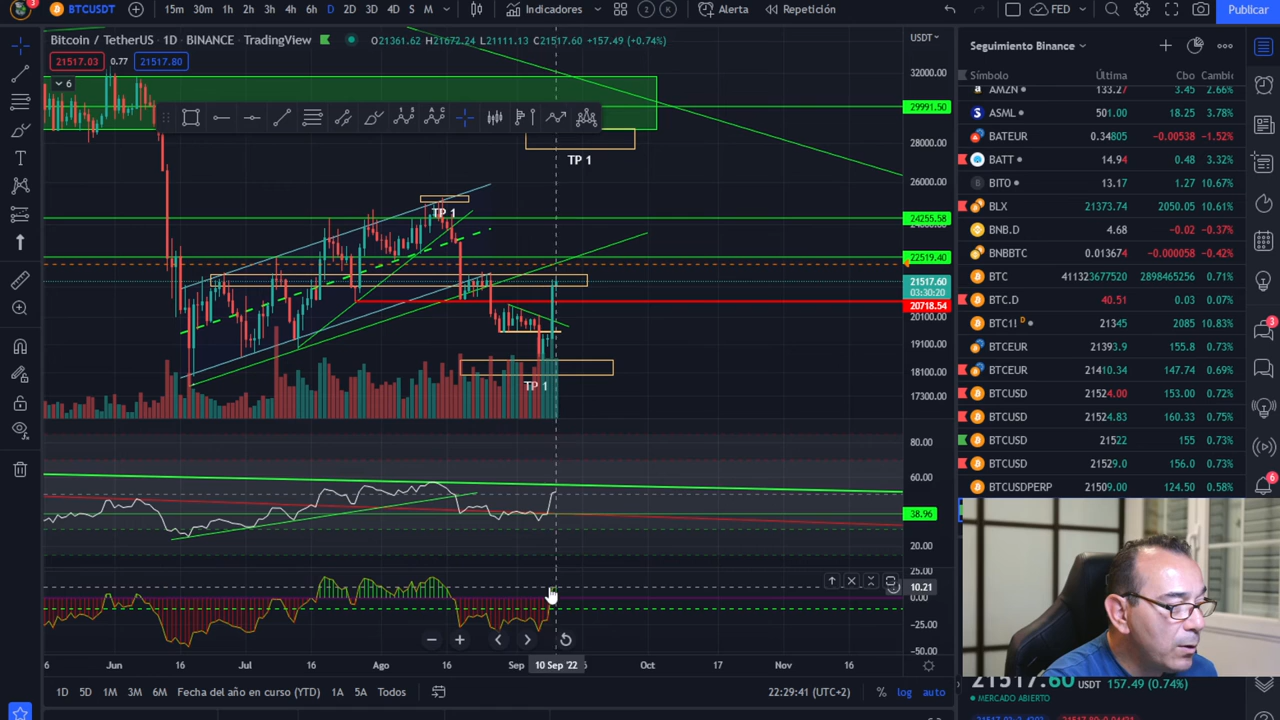 3
BTCUSDT
15m 30m 1h 2h 3h 4h 6h D 2D 3D 4D S M
Indicadores
2
K
Alerta
Repetición
FED
Publicar
Bitcoin / TetherUS · 1D · BINANCE · TradingView
O21361.62 H21672.24 L21111.13 C21517.60 +157.49 (+0.74%)
21517.03 0.77 21517.80
6
USDT
TP 1
TP 1
TP 1
32000.00
29991.50
28000.00
26000.00
24255.58
22519.40
21517.60
03:30:20
20718.54
20100.00
19100.00
18100.00
17300.00
80.00
60.00
38.96
20.00
25.00
10.21
0.00
−25.00
−50.00
6 Jun 16 Jul 16 Ago 16 Sep 10 Sep '22 Oct 17 Nov 16
1D 5D 1M 3M 6M Fecha del año en curso (YTD) 1A 5A Todos
22:29:41 (UTC+2)
% log auto
Seguimiento Binance
Símbolo Última Cbo Cambic
AMZN 133.27 3.45 2.66%
ASML 501.00 18.25 3.78%
BATEUR 0.34805 −0.00538 −1.52%
BATT 14.94 0.48 3.32%
BITO 13.17 1.27 10.67%
BLX 21373.74 2050.05 10.61%
BNB.D 4.68 −0.02 −0.37%
BNBBTC 0.013674 −0.000058 −0.42%
BTC 411323677520 2898465256 0.71%
BTC.D 40.51 0.03 0.07%
BTC1! D 21345 2085 10.83%
BTCEUR 21393.9 155.8 0.73%
BTCEUR 21410.34 147.74 0.69%
BTCUSD 21524.00 153.00 0.72%
BTCUSD 21524.83 160.33 0.75%
BTCUSD 21522 155 0.73%
BTCUSD 21529.0 156.0 0.73%
BTCUSDPERP 21509.00 124.50 0.58%
21517.60 USDT 157.49 (0.74%)
MERCADO ABIERTO
3
6